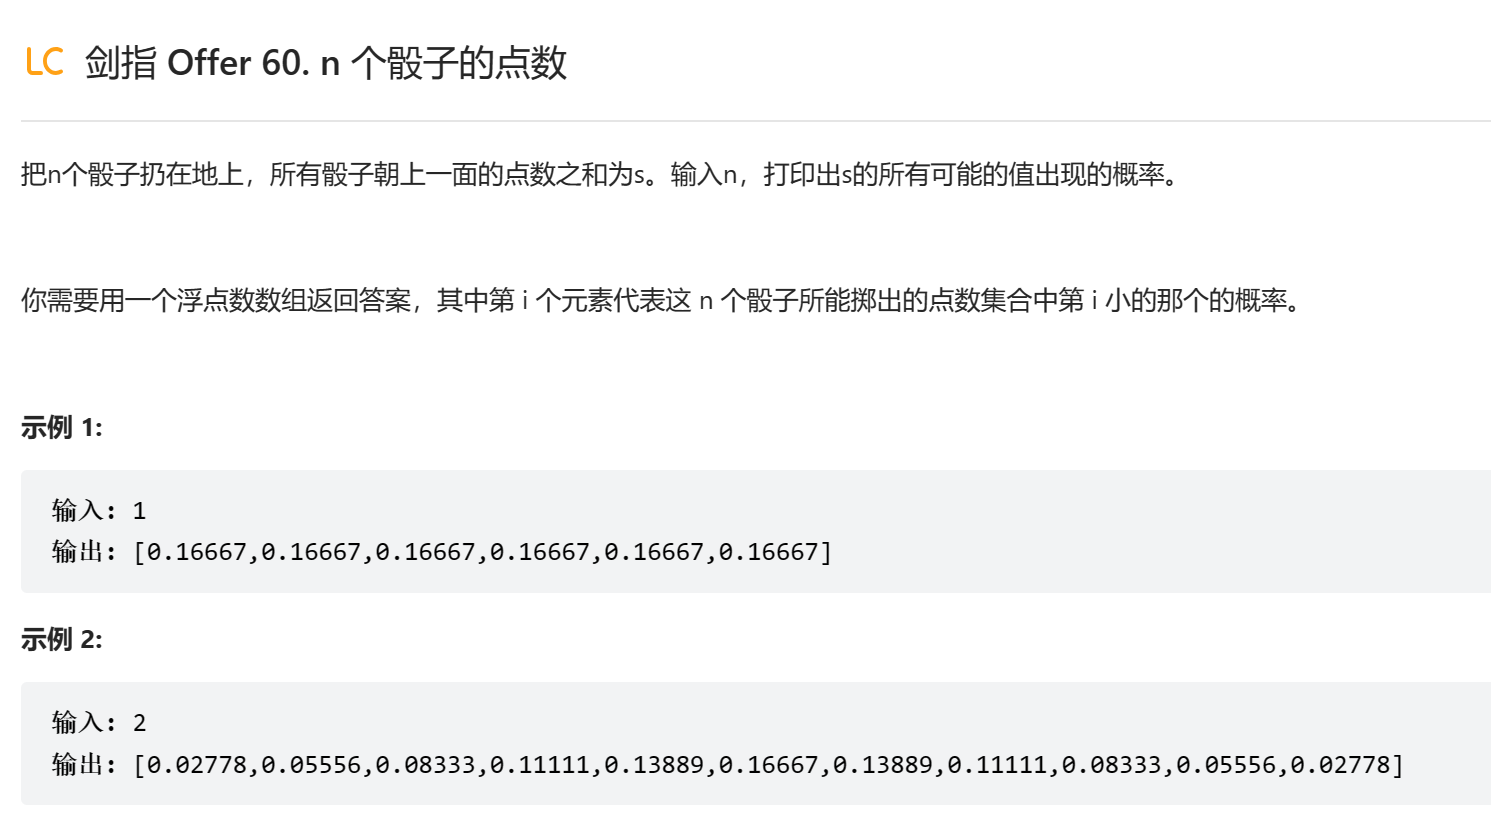 LC 剑指 Offer 60. n 个骰子的点数
把n个骰子扔在地上，所有骰子朝上一面的点数之和为s。输入n，打印出s的所有可能的值出现的概率。
你需要用一个浮点数数组返回答案，其中第 i 个元素代表这 n 个骰子所能掷出的点数集合中第 i 小的那个的概率。
示例 1:
输入: 1
输出: [0.16667,0.16667,0.16667,0.16667,0.16667,0.16667]
示例 2:
输入: 2
输出: [0.02778,0.05556,0.08333,0.11111,0.13889,0.16667,0.13889,0.11111,0.08333,0.05556,0.02778]